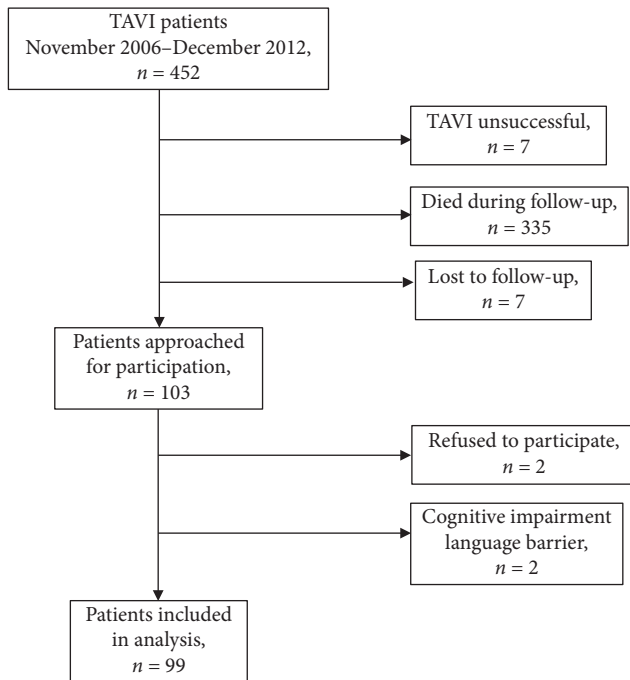 TAVI patients
November 2006–December 2012,
n = 452
TAVI unsuccessful,
n = 7
Died during follow-up,
n = 335
Lost to follow-up,
n = 7
Patients approached
for participation,
n = 103
Refused to participate,
n = 2
Cognitive impairment
language barrier,
n = 2
Patients included
in analysis,
n = 99